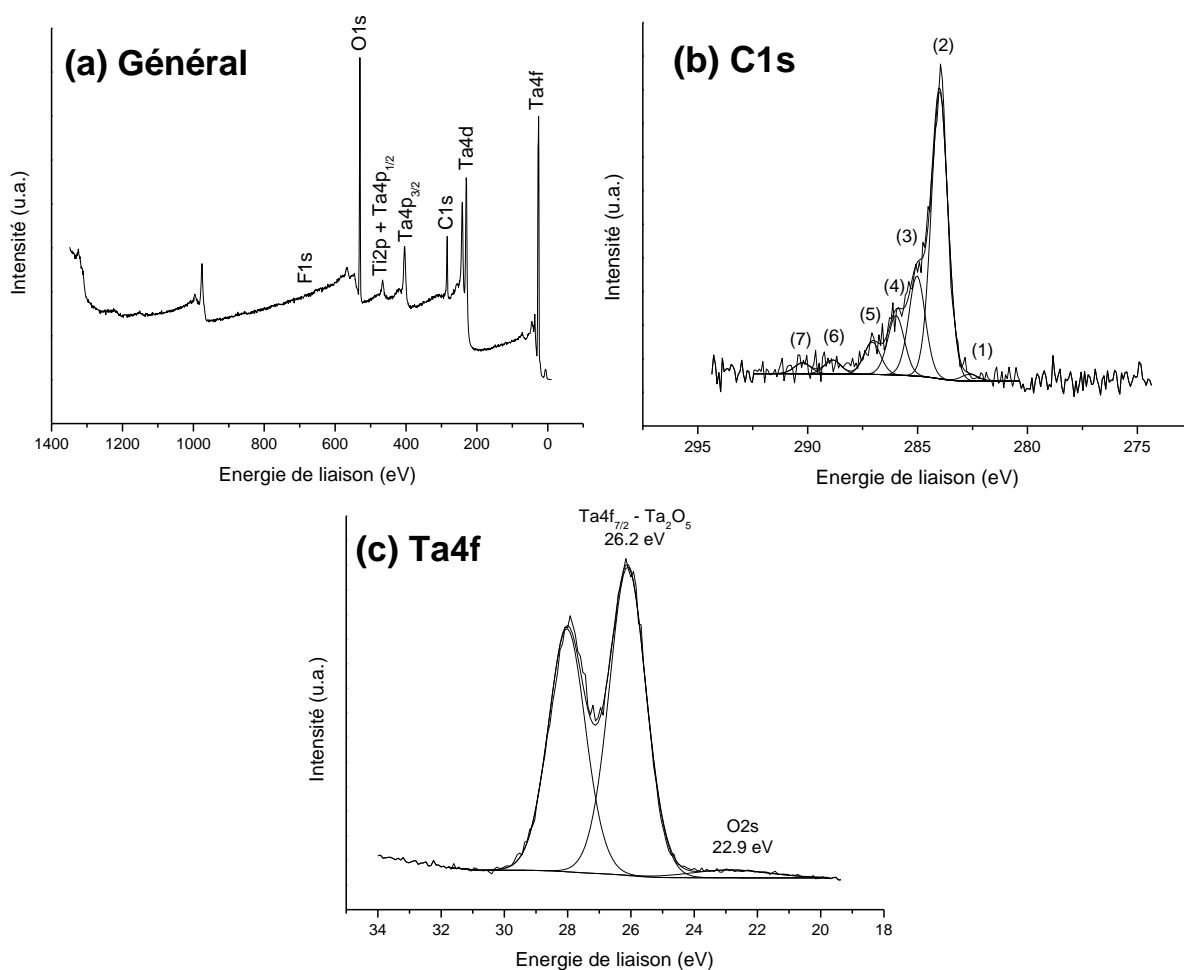 (a) Général
O1s
Ti2p + Ta4p1/2
Ta4p3/2
F1s
C1s
Ta4d
Ta4f
Intensité (u.a.)
1400 1200 1000 800 600 400 200 0
Energie de liaison (eV)
(b) C1s
(2)
(3)
(4)
(5)
(7) (6)
(1)
Intensité (u.a.)
295 290 285 280 275
Energie de liaison (eV)
(c) Ta4f
Ta4f7/2 - Ta2O5
26.2 eV
O2s
22.9 eV
Intensité (u.a.)
34 32 30 28 26 24 22 20 18
Energie de liaison (eV)